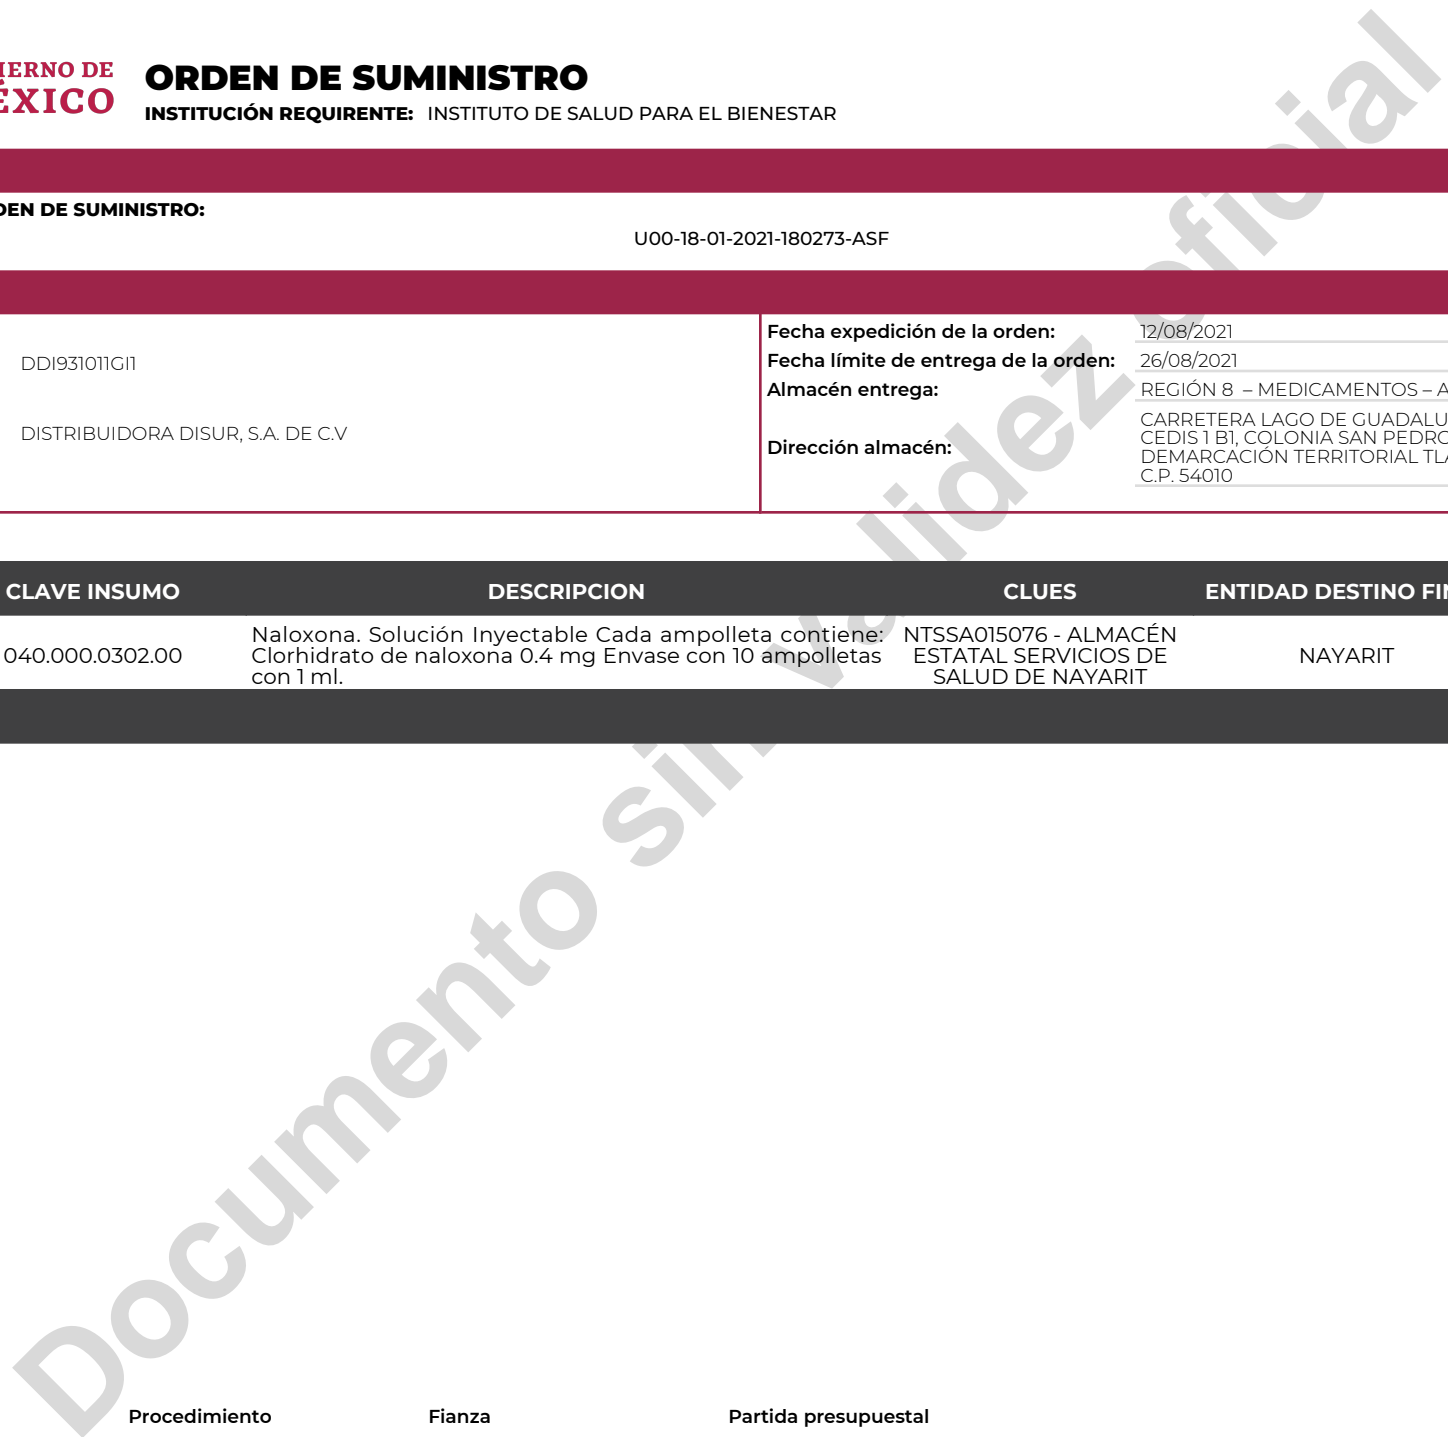 IERNO DE
ÉXICO
ORDEN DE SUMINISTRO
INSTITUCIÓN REQUIRENTE: INSTITUTO DE SALUD PARA EL BIENESTAR
DEN DE SUMINISTRO:
U00-18-01-2021-180273-ASF
DDI931011GI1
DISTRIBUIDORA DISUR, S.A. DE C.V
Fecha expedición de la orden: 12/08/2021
Fecha límite de entrega de la orden: 26/08/2021
Almacén entrega: REGIÓN 8 – MEDICAMENTOS – A
Dirección almacén:
CARRETERA LAGO DE GUADALU
CEDIS 1 B1, COLONIA SAN PEDRO
DEMARCACIÓN TERRITORIAL TLA
C.P. 54010
CLAVE INSUMO DESCRIPCION CLUES ENTIDAD DESTINO FIN
040.000.0302.00
Naloxona. Solución Inyectable Cada ampolleta contiene:
Clorhidrato de naloxona 0.4 mg Envase con 10 ampolletas
con 1 ml.
NTSSA015076 - ALMACÉN
ESTATAL SERVICIOS DE
SALUD DE NAYARIT
NAYARIT
Documento sin validez oficial
Procedimiento Fianza Partida presupuestal